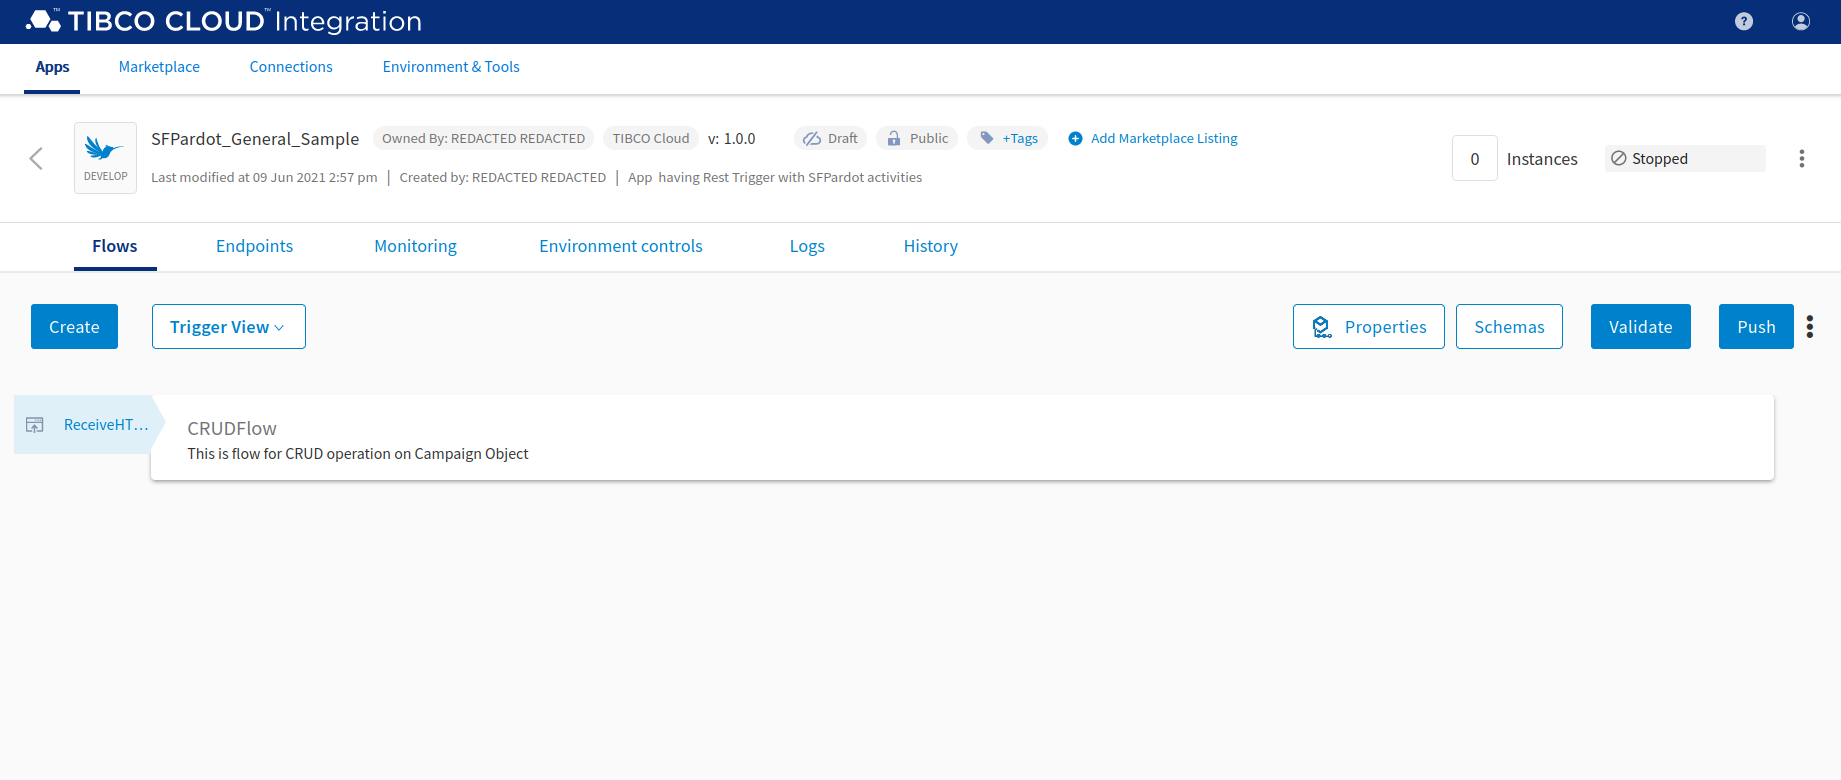 TIBCO CLOUD™ Integration
Apps Marketplace Connections Environment & Tools
SFPardot_General_Sample Owned By: REDACTED REDACTED TIBCO Cloud v: 1.0.0 Draft Public +Tags Add Marketplace Listing
DEVELOP
Last modified at 09 Jun 2021 2:57 pm | Created by: REDACTED REDACTED | App having Rest Trigger with SFPardot activities
0 Instances Stopped
Flows Endpoints Monitoring Environment controls Logs History
Create Trigger View Properties Schemas Validate Push
ReceiveHT...
CRUDFlow
This is flow for CRUD operation on Campaign Object